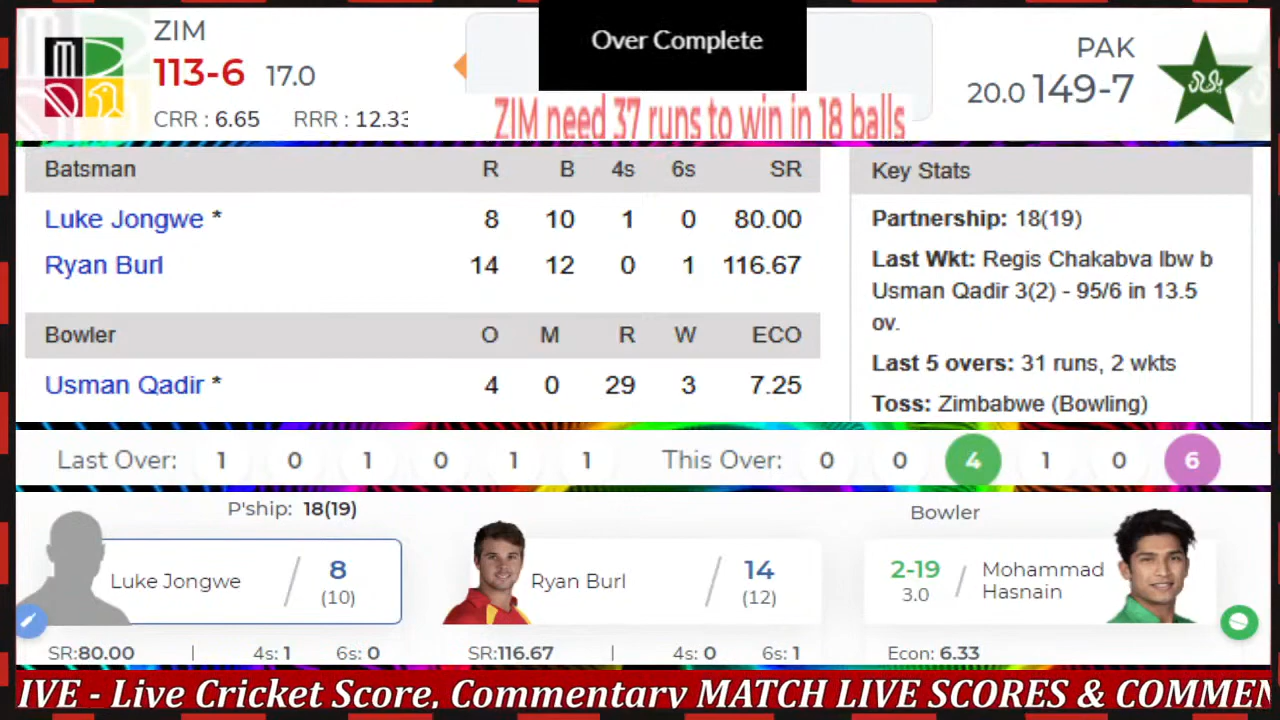 ZIM
113-6 17.0
CRR : 6.65 RRR : 12.33
Over Complete
ZIM need 37 runs to win in 18 balls
PAK
20.0 149-7
Batsman R B 4s 6s SR
Luke Jongwe * 8 10 1 0 80.00
Ryan Burl 14 12 0 1 116.67
Bowler O M R W ECO
Usman Qadir * 4 0 29 3 7.25
Key Stats
Partnership: 18(19)
Last Wkt: Regis Chakabva lbw b
Usman Qadir 3(2) - 95/6 in 13.5
ov.
Last 5 overs: 31 runs, 2 wkts
Toss: Zimbabwe (Bowling)
Last Over: 1 0 1 0 1 1 This Over: 0 0 4 1 0 6
P'ship: 18(19)
Luke Jongwe / 8
(10)
SR:80.00 | 4s: 1 6s: 0
Ryan Burl / 14
(12)
SR:116.67 | 4s: 0 6s: 1
Bowler
2-19 / Mohammad
3.0 Hasnain
Econ: 6.33
IVE - Live Cricket Score, Commentary MATCH LIVE SCORES & COMMEN